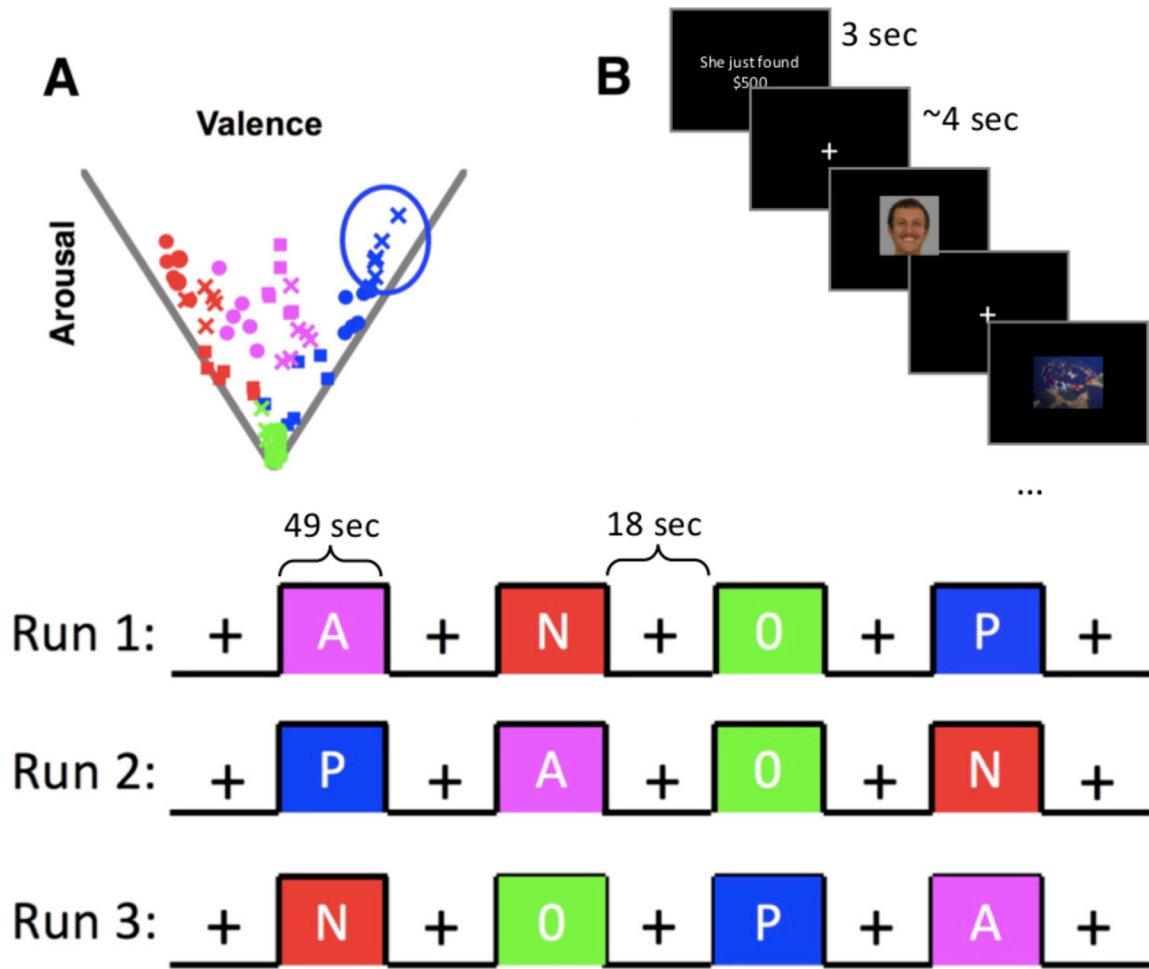 A
Valence
Arousal
B
She just found
$500
3 sec
~4 sec
...
49 sec
18 sec
Run 1: + A + N + 0 + P +
Run 2: + P + A + 0 + N +
Run 3: + N + 0 + P + A +